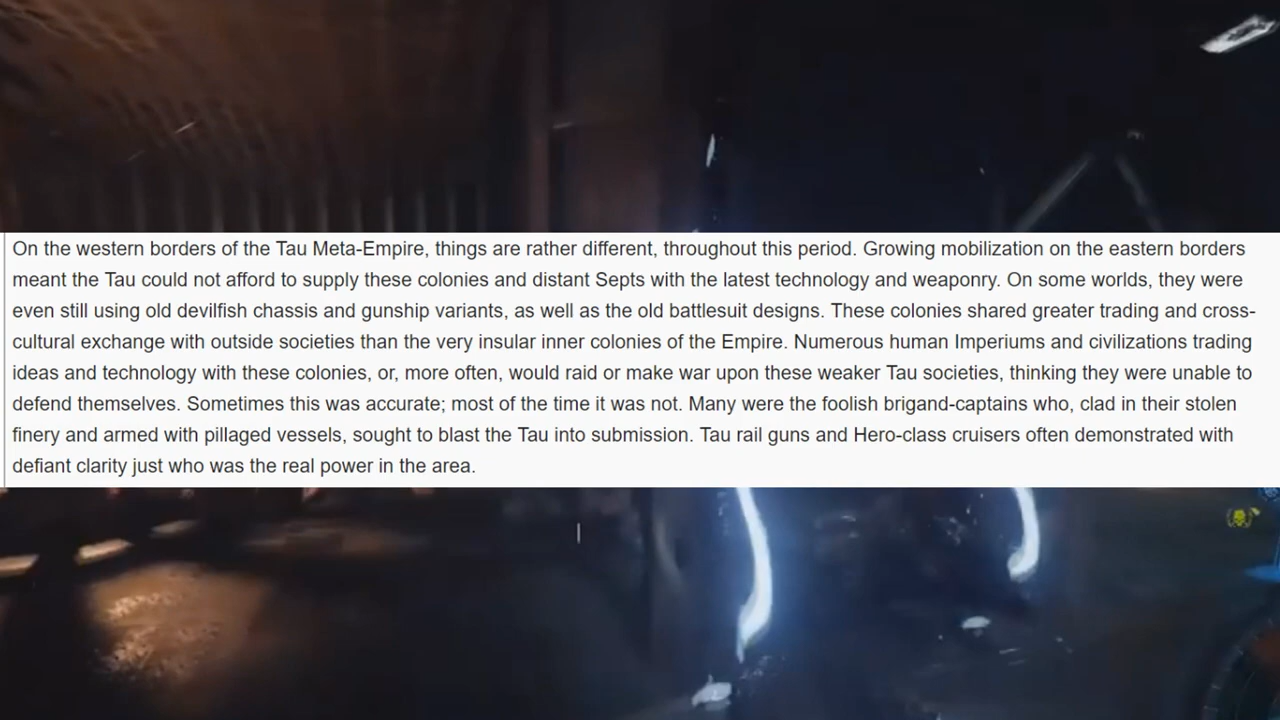 On the western borders of the Tau Meta-Empire, things are rather different, throughout this period. Growing mobilization on the eastern borders
meant the Tau could not afford to supply these colonies and distant Septs with the latest technology and weaponry. On some worlds, they were
even still using old devilfish chassis and gunship variants, as well as the old battlesuit designs. These colonies shared greater trading and cross-
cultural exchange with outside societies than the very insular inner colonies of the Empire. Numerous human Imperiums and civilizations trading
ideas and technology with these colonies, or, more often, would raid or make war upon these weaker Tau societies, thinking they were unable to
defend themselves. Sometimes this was accurate; most of the time it was not. Many were the foolish brigand-captains who, clad in their stolen
finery and armed with pillaged vessels, sought to blast the Tau into submission. Tau rail guns and Hero-class cruisers often demonstrated with
defiant clarity just who was the real power in the area.